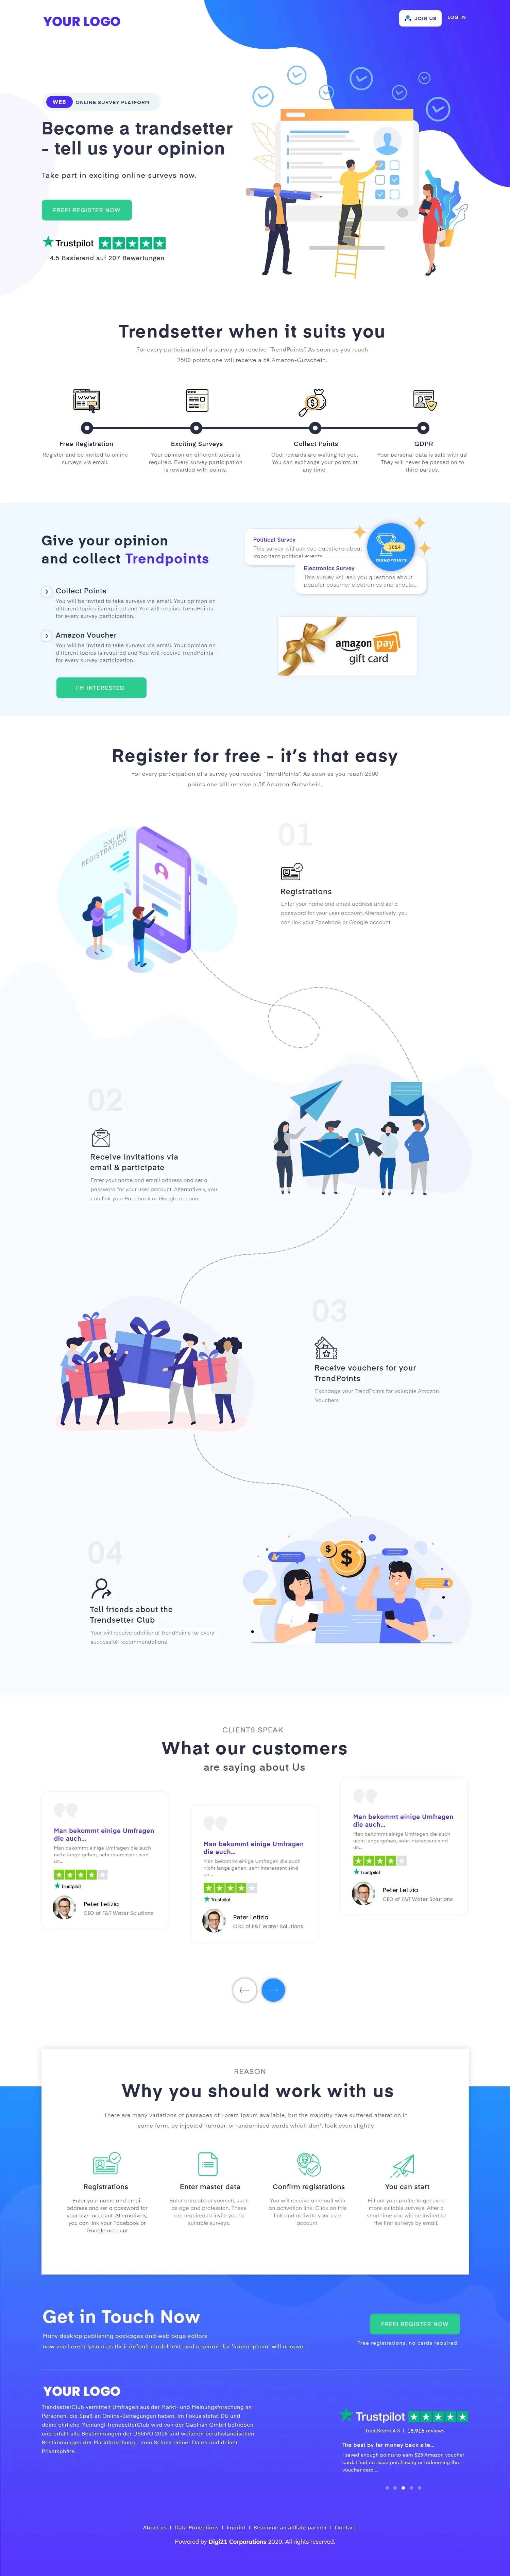 YOUR LOGO
JOIN US
LOG IN
WEB
ONLINE SURVEY PLATFORM
Become a trandsetter
- tell us your opinion
Take part in exciting online surveys now.
FREE! REGISTER NOW
Trustpilot
4.5 Basierend auf 207 Bewertungen
Trendsetter when it suits you
For every participation of a survey you receive "TrendPoints". As soon as you reach
2500 points one will receive a 5€ Amazon-Gutschein.
Free Registration
Register and be invited to online
surveys via email.
Exciting Surveys
Your opinion on different topics is
required. Every survey participation
is rewarded with points.
Collect Points
Cool rewards are waiting for you.
You can exchange your points at
any time.
GDPR
Your personal data is safe with us!
They will never be passed on to
third parties.
Give your opinion
and collect Trendpoints
Collect Points
You will be invited to take surveys via email. Your opinion on
different topics is required and You will receive TrendPoints
for every survey participation.
Amazon Voucher
You will be invited to take surveys via email. Your opinion on
different topics is required and You will receive TrendPoints
for every survey participation.
I'M INTERESTED
Political Survey
This survey will ask you questions about
important political events
1024
TRENDPOINTS
Electronics Survey
This survey will ask you questions about
popular cosumer electronics and should...
amazon pay
gift card
Register for free - it's that easy
For every participation of a survey you receive "TrendPoints". As soon as you reach 2500
points one will receive a 5€ Amazon-Gutschein.
ONLINE
REGISTRATION
01
Registrations
Enter your name and email address and set a
password for your user account. Alternatively, you
can link your Facebook or Google account
02
Receive Invitations via
email & participate
Enter your name and email address and set a
password for your user account. Alternatively, you
can link your Facebook or Google account
1
03
Receive vouchers for your
TrendPoints
Exchange your TrendPoints for valuable Amazon
Vouchers
04
Tell friends about the
Trendsetter Club
Your will receive additional TrendPoints for every
successfull recommendations
$
$
CLIENTS SPEAK
What our customers
are saying about Us
Man bekommt einige Umfragen
die auch...
Man bekommt einige Umfragen die auch
nicht lange gehen, sehr interessant sind
un...
Trustpilot
Peter Letizia
CEO of F&T Water Solutions
Man bekommt einige Umfragen
die auch...
Man bekommt einige Umfragen die auch
nicht lange gehen, sehr interessant sind
un...
Trustpilot
Peter Letizia
CEO of F&T Water Solutions
Man bekommt einige Umfragen
die auch...
Man bekommt einige Umfragen die auch
nicht lange gehen, sehr interessant sind
un...
Trustpilot
Peter Letizia
CEO of F&T Water Solutions
REASON
Why you should work with us
There are many variations of passages of Lorem Ipsum available, but the majority have suffered alteration in
some form, by injected humour, or randomised words which don't look even slightly
Registrations
Enter your name and email
address and set a password for
your user account. Alternatively,
you can link your Facebook or
Google account
Enter master data
Enter data about yourself, such
as age and profession. These
are required to invite you to
suitable surveys.
Confirm registrations
You will receive an email with
an activation link. Click on this
link and activate your user
account.
You can start
Fill out your profile to get even
more suitable surveys. After a
short time you will be invited to
the first surveys by email.
Get in Touch Now
Many desktop publishing packages and web page editors
now use Lorem Ipsum as their default model text, and a search for 'lorem ipsum' will uncover
FREE! REGISTER NOW
Free registrations, no cards required.
YOUR LOGO
TrendsetterClub vermittelt Umfragen aus der Markt- und Meinungsforschung an
Personen, die Spaß an Online-Befragungen haben. Im Fokus stehst DU und
deine ehrliche Meinung! TrendsetterClub wird von der GapFish GmbH betrieben
und erfüllt alle Bestimmungen der DSGVO 2018 und weiteren berufsständischen
Bestimmungen der Marktforschung – zum Schutz deiner Daten und deiner
Privatsphäre.
Trustpilot
TrustScore 4.3 | 15,916 reviews
The best by far money back site...
I saved enough points to earn $25 Amazon voucher
card. I had no issue purchasing or redeeming the
voucher card ...
About us | Data Protections | Imprint | Beacome an affliate partner | Contact
Powered by Digi21 Corporations 2020. All rights reserved.